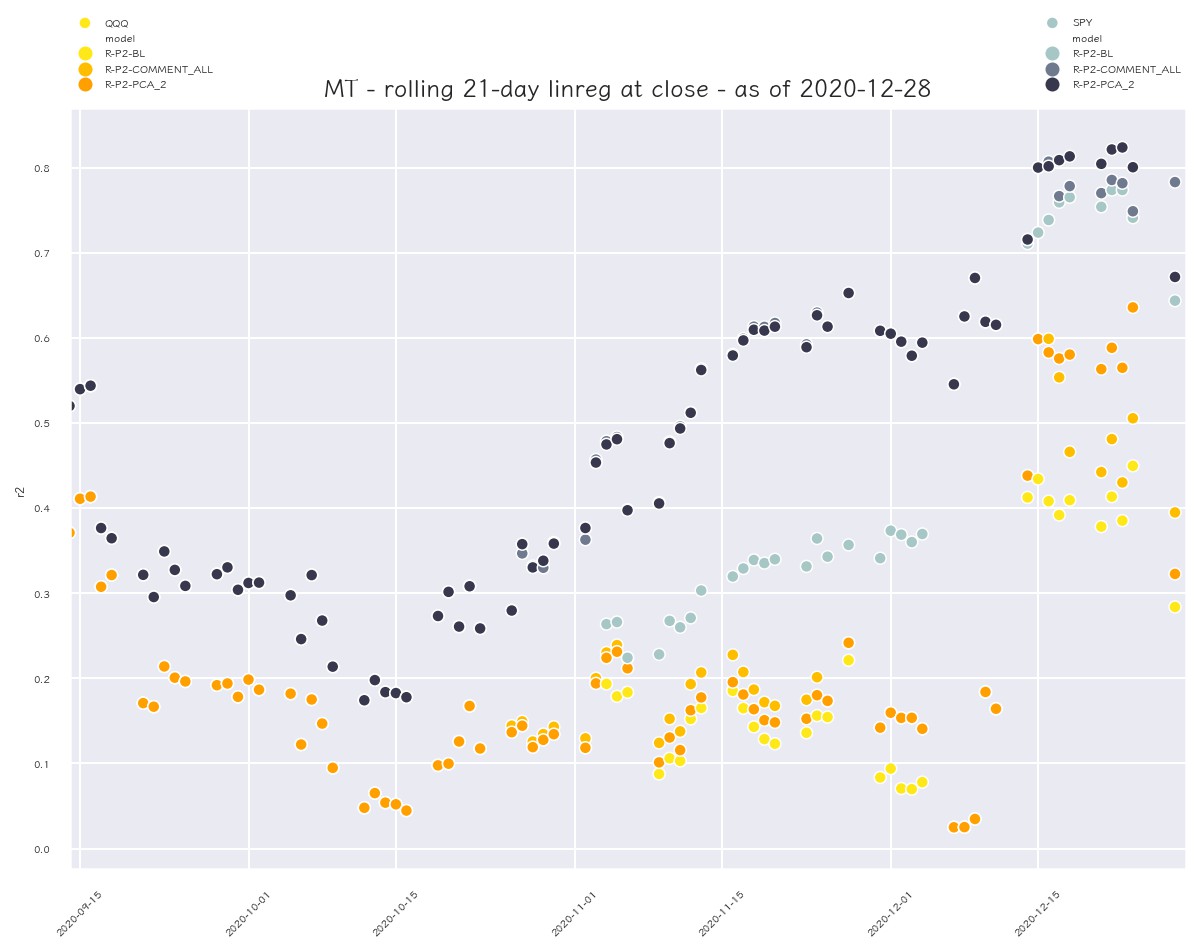 QQQ
model
R-P2-BL
R-P2-COMMENT_ALL
R-P2-PCA_2
SPY
model
R-P2-BL
R-P2-COMMENT_ALL
R-P2-PCA_2
MT - rolling 21-day linreg at close - as of 2020-12-28
0.8
0.7
0.6
0.5
r2
0.4
0.3
0.2
0.1
0.0
2020-09-15
2020-10-01
2020-10-15
2020-11-01
2020-11-15
2020-12-01
2020-12-15